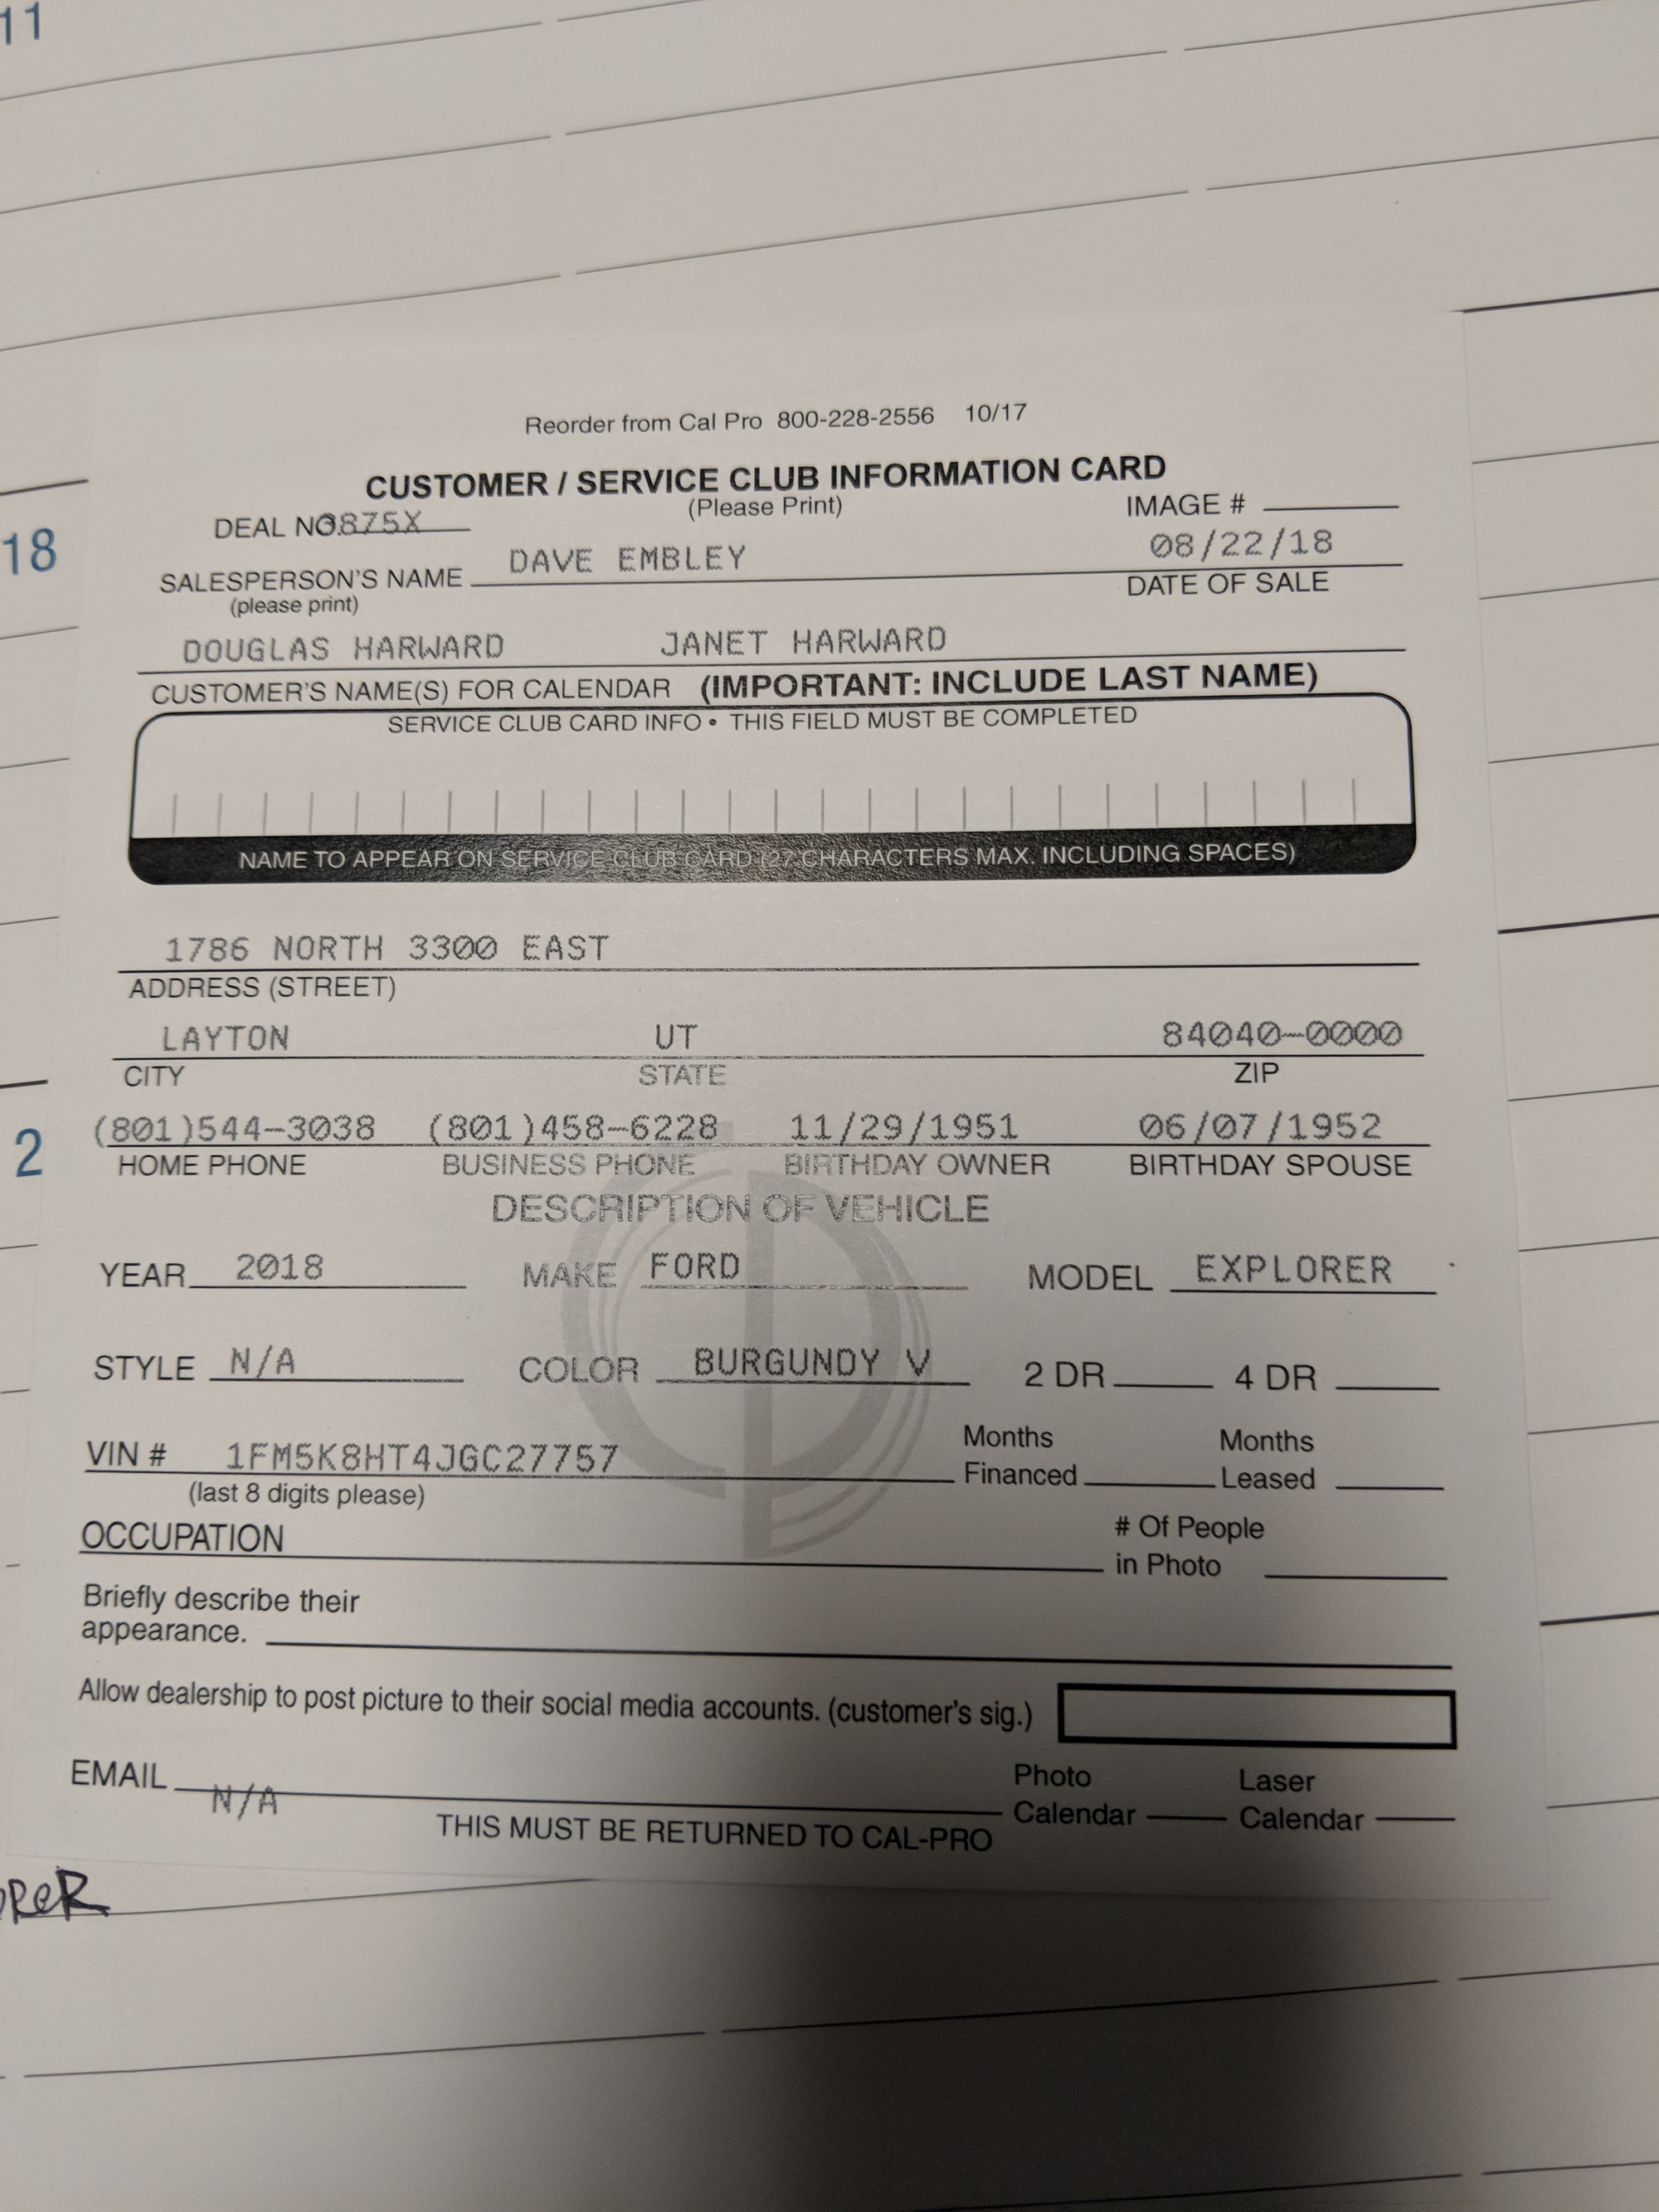 11
Reorder from Cal Pro 800-228-2556 10/17
CUSTOMER / SERVICE CLUB INFORMATION CARD
(Please Print)
IMAGE #
DEAL NO.
18
SALESPERSON'S NAME DAVE EMBLEY 08/22/18
(please print) DATE OF SALE
DOUGLAS HARWARD JANET HARWARD
CUSTOMER'S NAME(S) FOR CALENDAR (IMPORTANT: INCLUDE LAST NAME)
SERVICE CLUB CARD INFO • THIS FIELD MUST BE COMPLETED
NAME TO APPEAR ON SERVICE CLUB CARD (27 CHARACTERS MAX. INCLUDING SPACES)
1786 NORTH 3300 EAST
ADDRESS (STREET)
LAYTON UT 84040-0000
CITY STATE ZIP
2
(801)544-3038 (801)458-6228 11/29/1951 06/07/1952
HOME PHONE BUSINESS PHONE BIRTHDAY OWNER BIRTHDAY SPOUSE
DESCRIPTION OF VEHICLE
YEAR 2018 MAKE FORD MODEL EXPLORER
STYLE N/A COLOR BURGUNDY V 2 DR 4 DR
VIN # 1FM5K8HT4JGC27757 Months Financed Months Leased
(last 8 digits please)
OCCUPATION # Of People in Photo
Briefly describe their
appearance.
Allow dealership to post picture to their social media accounts. (customer's sig.)
EMAIL N/A Photo Calendar Laser Calendar
THIS MUST BE RETURNED TO CAL-PRO